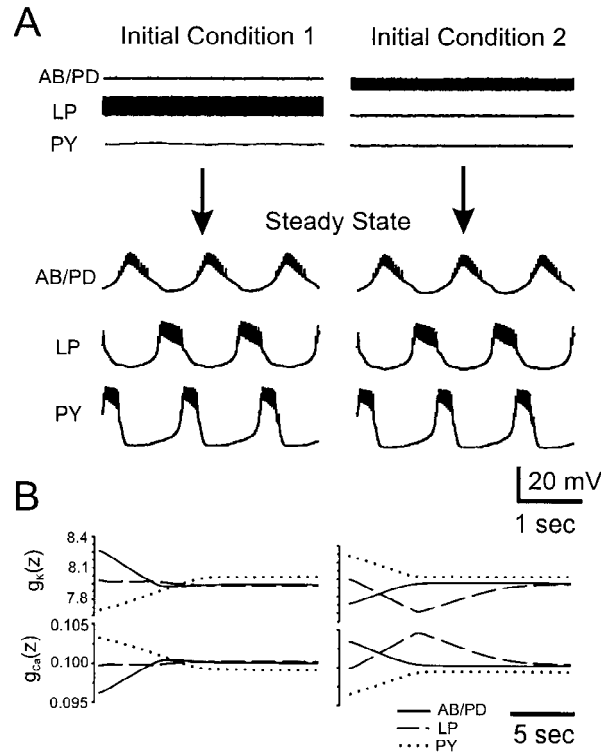 A
Initial Condition 1
Initial Condition 2
AB/PD
LP
PY
Steady State
AB/PD
LP
PY
20 mV
1 sec
B
8.4
8.1
7.8
gK(z)
0.105
0.100
0.095
gCa(z)
AB/PD
LP
PY
5 sec